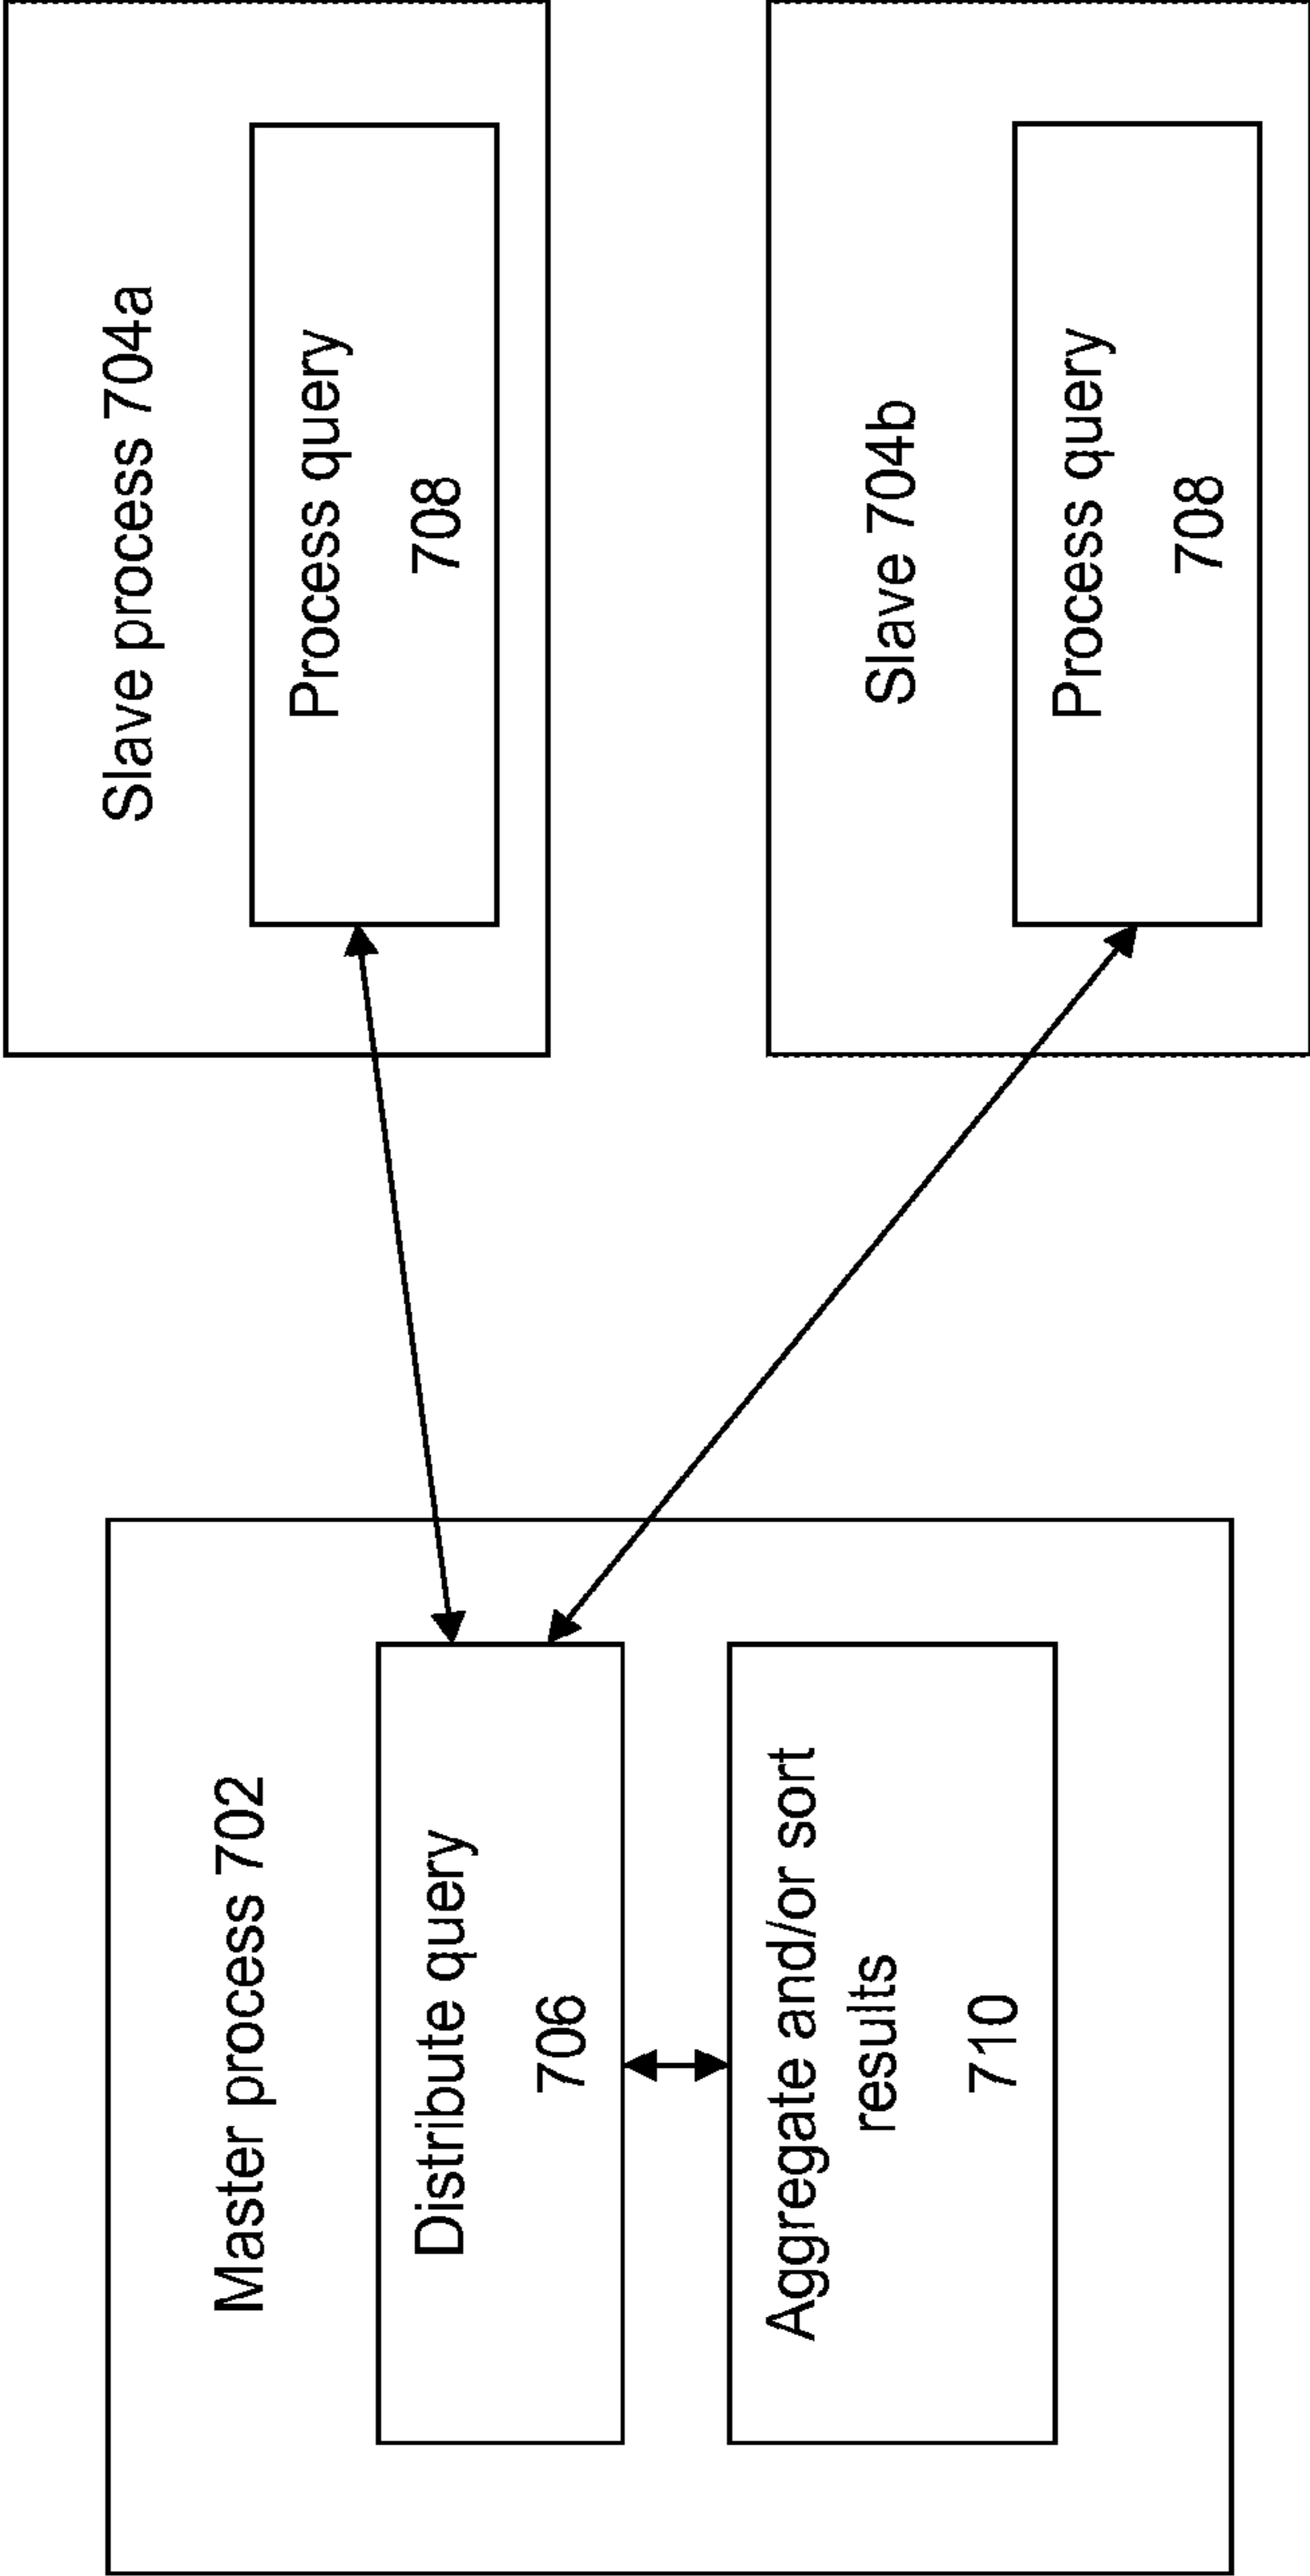 Master process 702
Distribute query
706
Aggregate and/or sort
results
710
Slave process 704a
Process query
708
Slave 704b
Process query
708